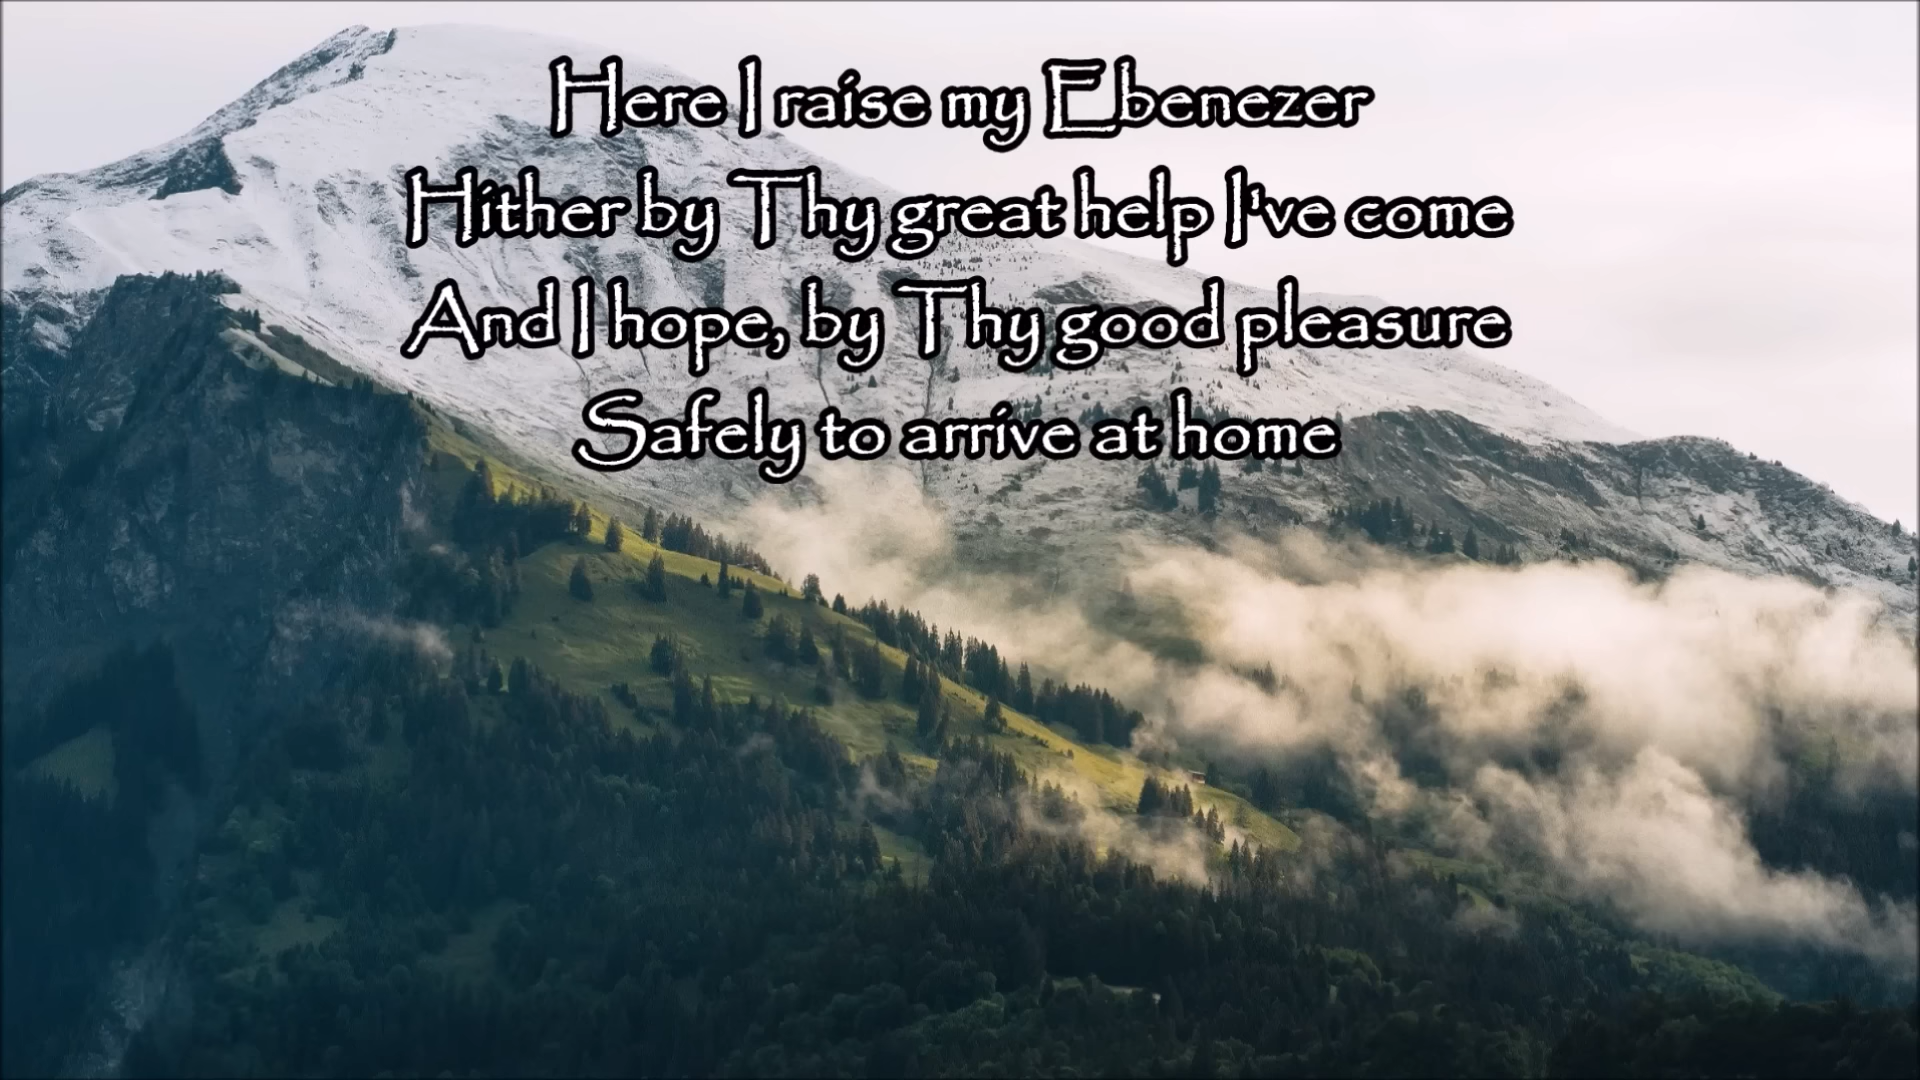 Here I raise my Ebenezer
Hither by Thy great help I've come
And I hope, by Thy good pleasure
Safely to arrive at home